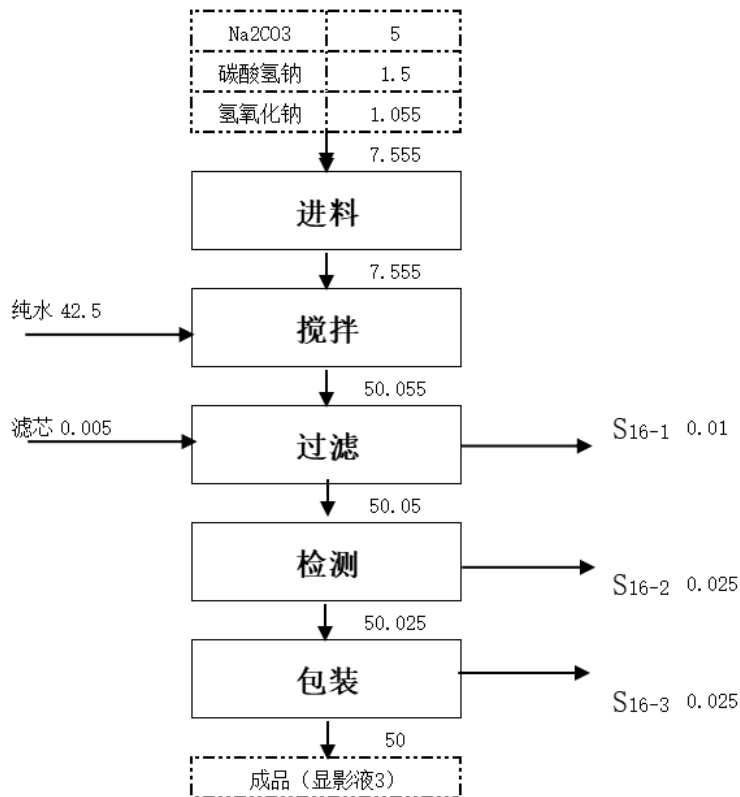 Na2CO3 5
碳酸氢钠 1.5
氢氧化钠 1.055
7.555
进料
7.555
纯水 42.5
搅拌
50.055
滤芯 0.005
过滤
S16-1 0.01
50.05
检测
S16-2 0.025
50.025
包装
S16-3 0.025
50
成品（显影液3）